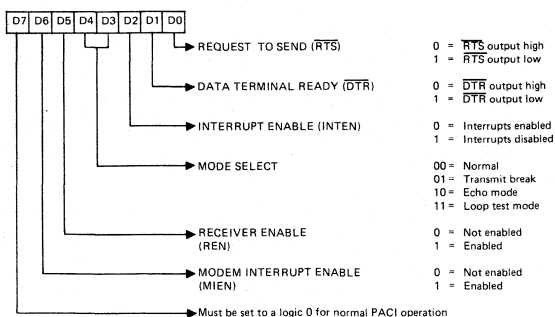 D7 D6 D5 D4 D3 D2 D1 D0
REQUEST TO SEND (RTS) 0 = RTS output high
1 = RTS output low
DATA TERMINAL READY (DTR) 0 = DTR output high
1 = DTR output low
INTERRUPT ENABLE (INTEN) 0 = Interrupts enabled
1 = Interrupts disabled
MODE SELECT 00 = Normal
01 = Transmit break
10 = Echo mode
11 = Loop test mode
RECEIVER ENABLE 0 = Not enabled
(REN) 1 = Enabled
MODEM INTERRUPT ENABLE 0 = Not enabled
(MIEN) 1 = Enabled
Must be set to a logic 0 for normal PACI operation